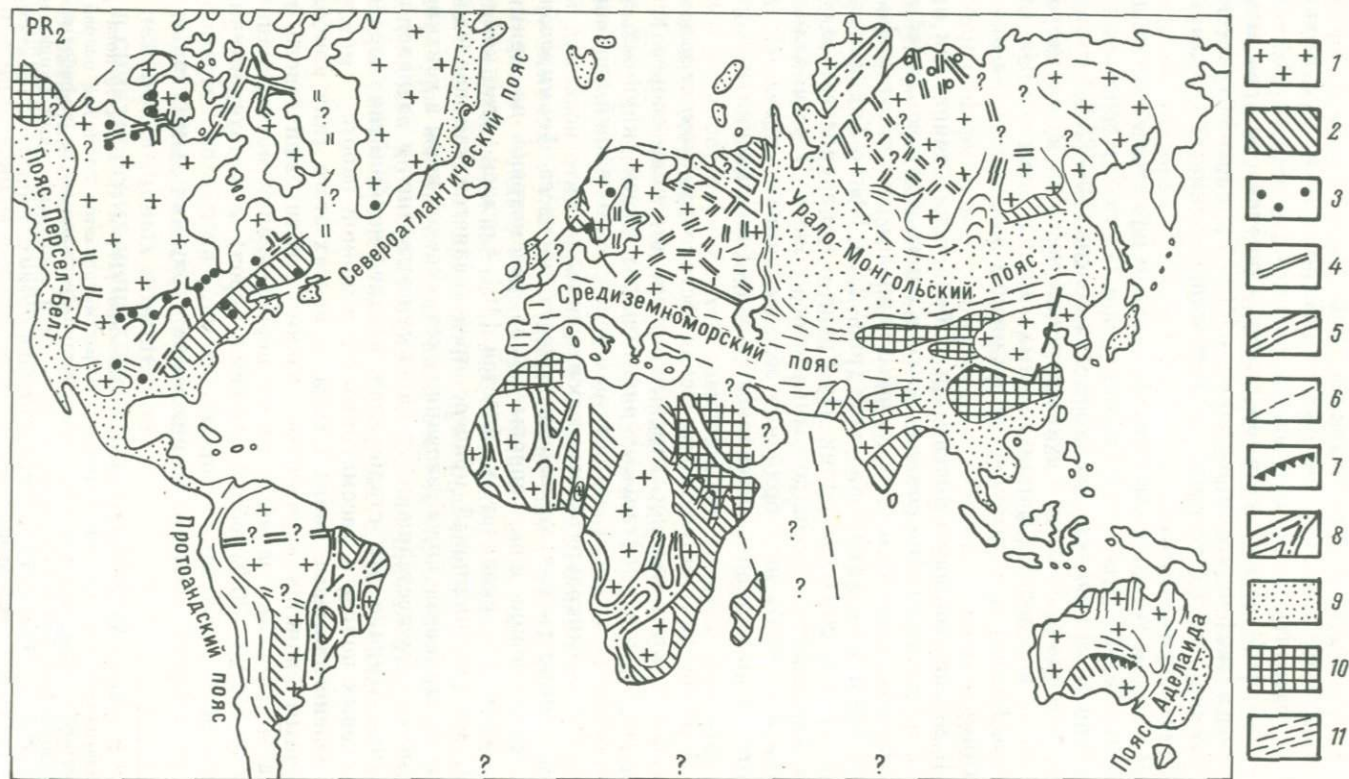 PR₂
Пояс Персел-Белт
Североатлантический пояс
Урало-Монгольский пояс
Средиземноморский пояс
Протоандский пояс
Пояс Аделаида
1
2
3
4
5
6
7
8
9
10
11
? ? ? ?